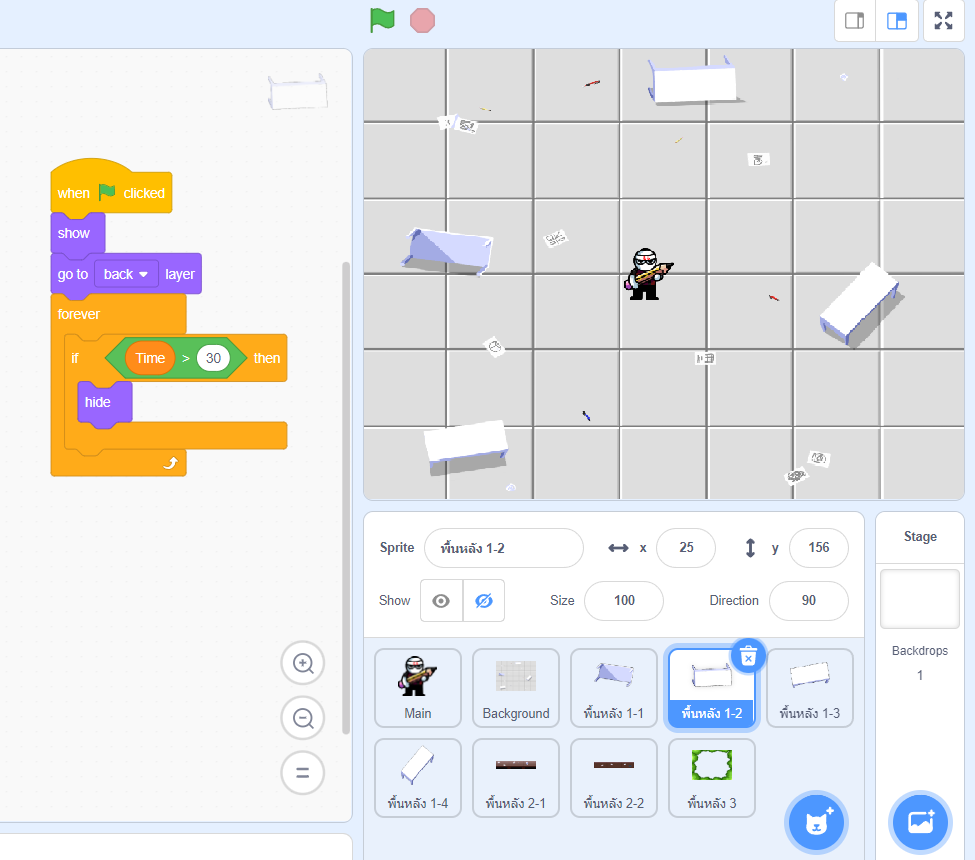 when clicked
show
go to back layer
forever
if Time > 30 then
hide
Sprite พื้นหลัง 1-2 x 25 y 156
Show Size 100 Direction 90
Main Background พื้นหลัง 1-1 พื้นหลัง 1-2 พื้นหลัง 1-3
พื้นหลัง 1-4 พื้นหลัง 2-1 พื้นหลัง 2-2 พื้นหลัง 3
Stage
Backdrops
1